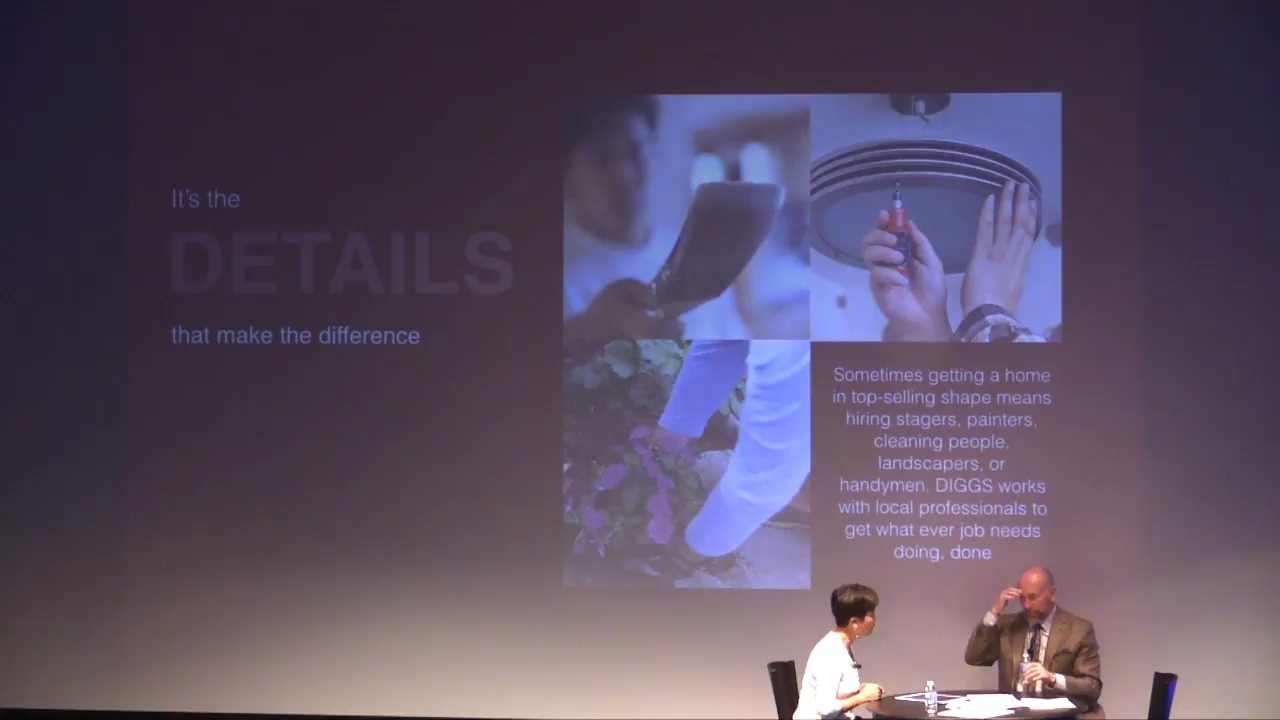 It's the
DETAILS
that make the difference
Sometimes getting a home
in top-selling shape means
hiring stagers, painters,
cleaning people,
landscapers, or
handymen. DIGGS works
with local professionals to
get what ever job needs
doing, done